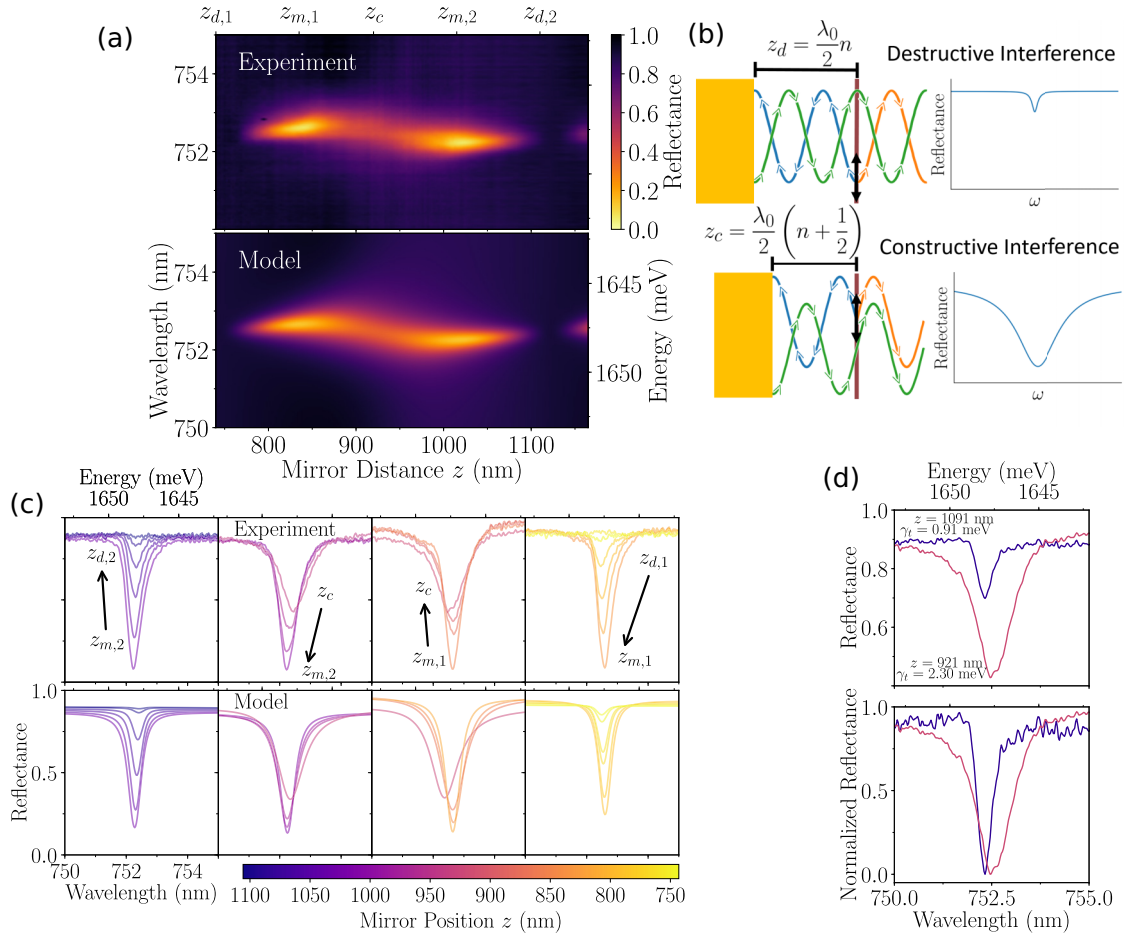 z_{d,1} z_{m,1} z_c z_{m,2} z_{d,2}
(a)
754
752
Experiment
1.0
0.8
0.6
0.4
0.2
0.0
Reflectance
754
752
750
Model
1645
1650
Wavelength (nm)
Energy (meV)
800 900 1000 1100
Mirror Distance z (nm)
(b)
z_d = \frac{λ_0}{2} n
Destructive Interference
Reflectance
ω
z_c = \frac{λ_0}{2} \left( n + \frac{1}{2} \right)
Constructive Interference
Reflectance
ω
(c)
Energy (meV)
1650 1645
Experiment
z_{d,2}
z_{m,2}
z_c
z_{m,2}
z_c
z_{m,1}
z_{d,1}
z_{m,1}
Model
1.0
0.5
0.0
Reflectance
750 752 754
Wavelength (nm)
1100 1050 1000 950 900 850 800
Mirror Position z (nm)
(d)
Energy (meV)
1650 1645
z = 1091 nm
γ_t = 0.91 meV
1.0
0.8
0.6
Reflectance
z = 921 nm
γ_t = 2.30 meV
1.0
0.5
0.0
Normalized Reflectance
750.0 752.5 755.0
Wavelength (nm)